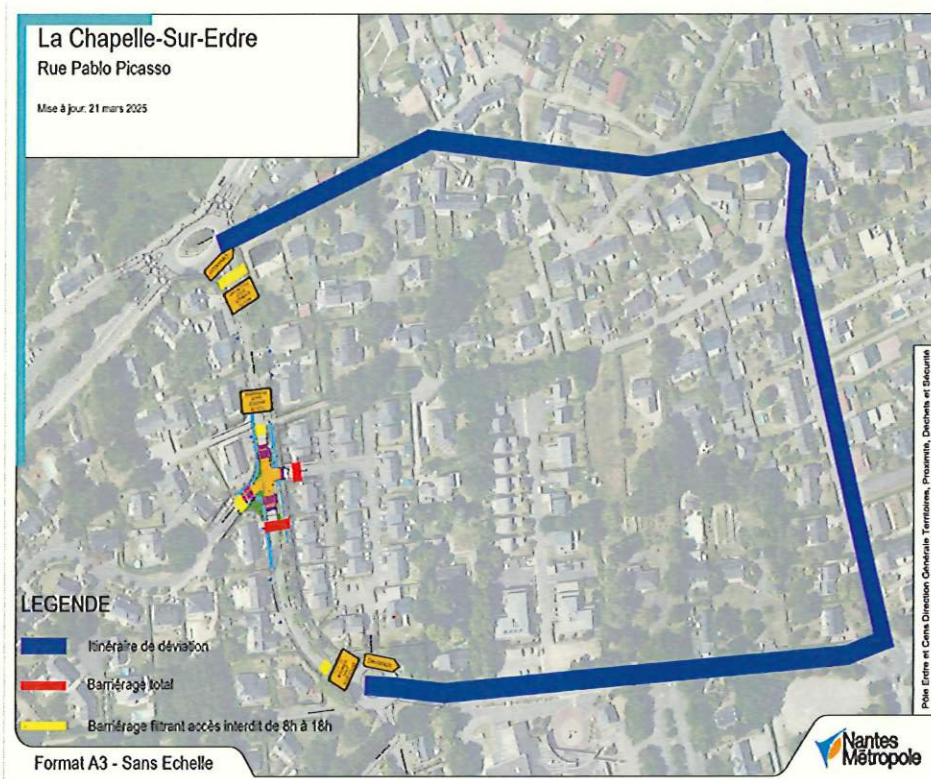 La Chapelle-Sur-Erdre
Rue Pablo Picasso
Mise à jour: 21 mars 2025
LEGENDE
Itinéraire de déviation
Barriérage total
Barriérage filtrant accès interdit de 8h à 18h
Format A3 - Sans Echelle
Pôle Erdre et Cens Direction Générale Territoires, Proximité, Déchets et Sécurité
Nantes
Métropole